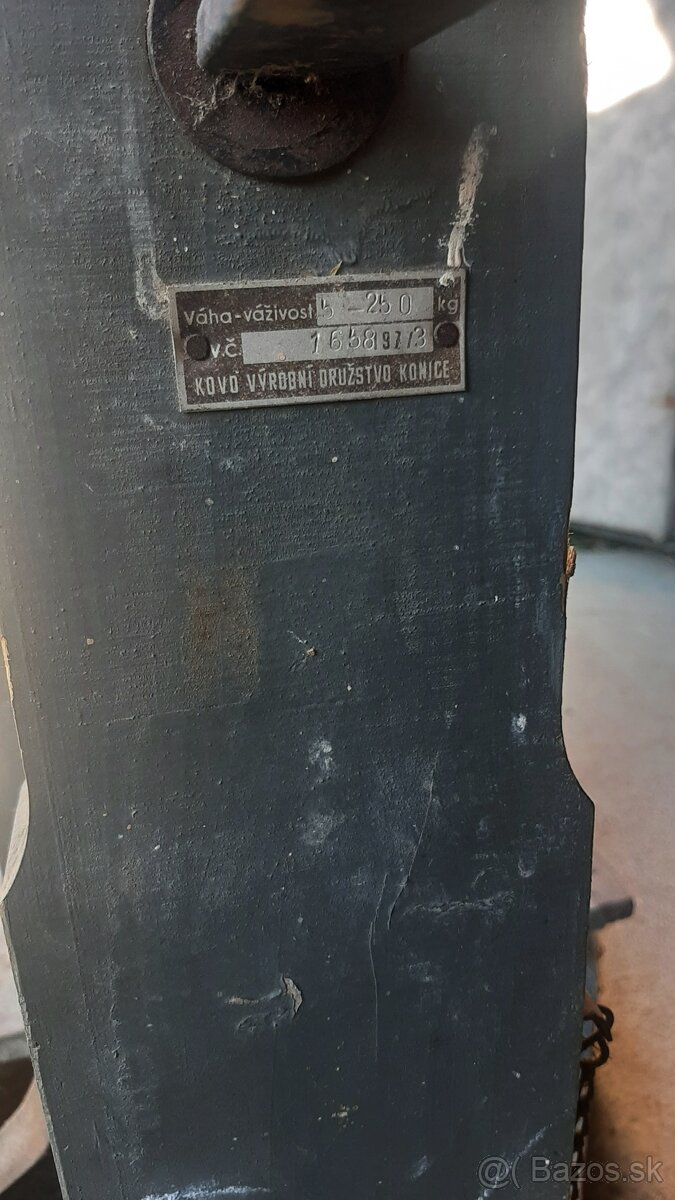 Váha-váživost 5-250 kg
v.č. 1658 97/3
KOVO VÝROBNÍ DRUŽSTVO KONICE
@( Bazos.sk